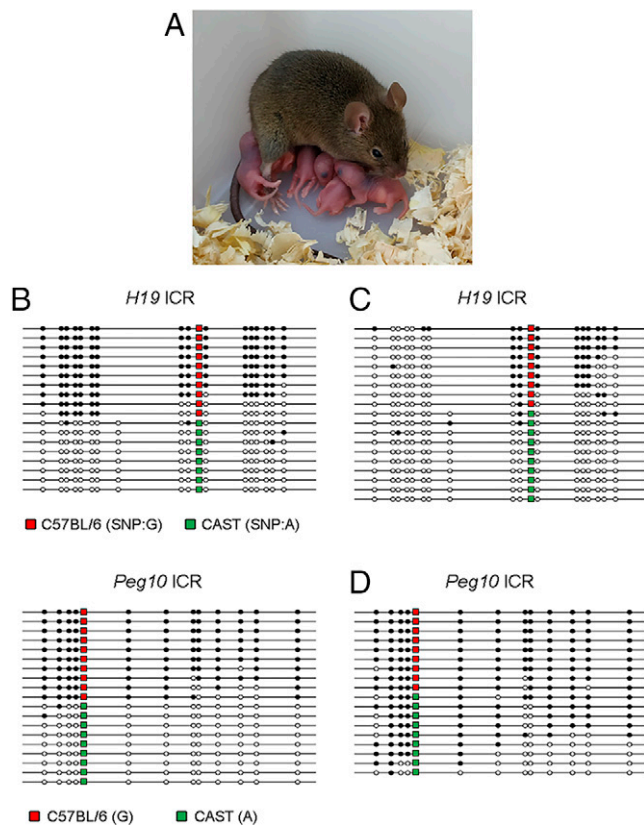 A
B
H19 ICR
C
H19 ICR
C57BL/6 (SNP:G) CAST (SNP:A)
Peg10 ICR
D
Peg10 ICR
C57BL/6 (G) CAST (A)